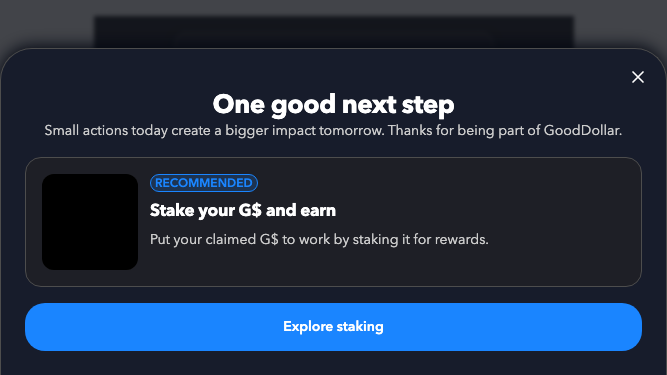 One good next step
Small actions today create a bigger impact tomorrow. Thanks for being part of GoodDollar.
RECOMMENDED
Stake your G$ and earn
Put your claimed G$ to work by staking it for rewards.
Explore staking